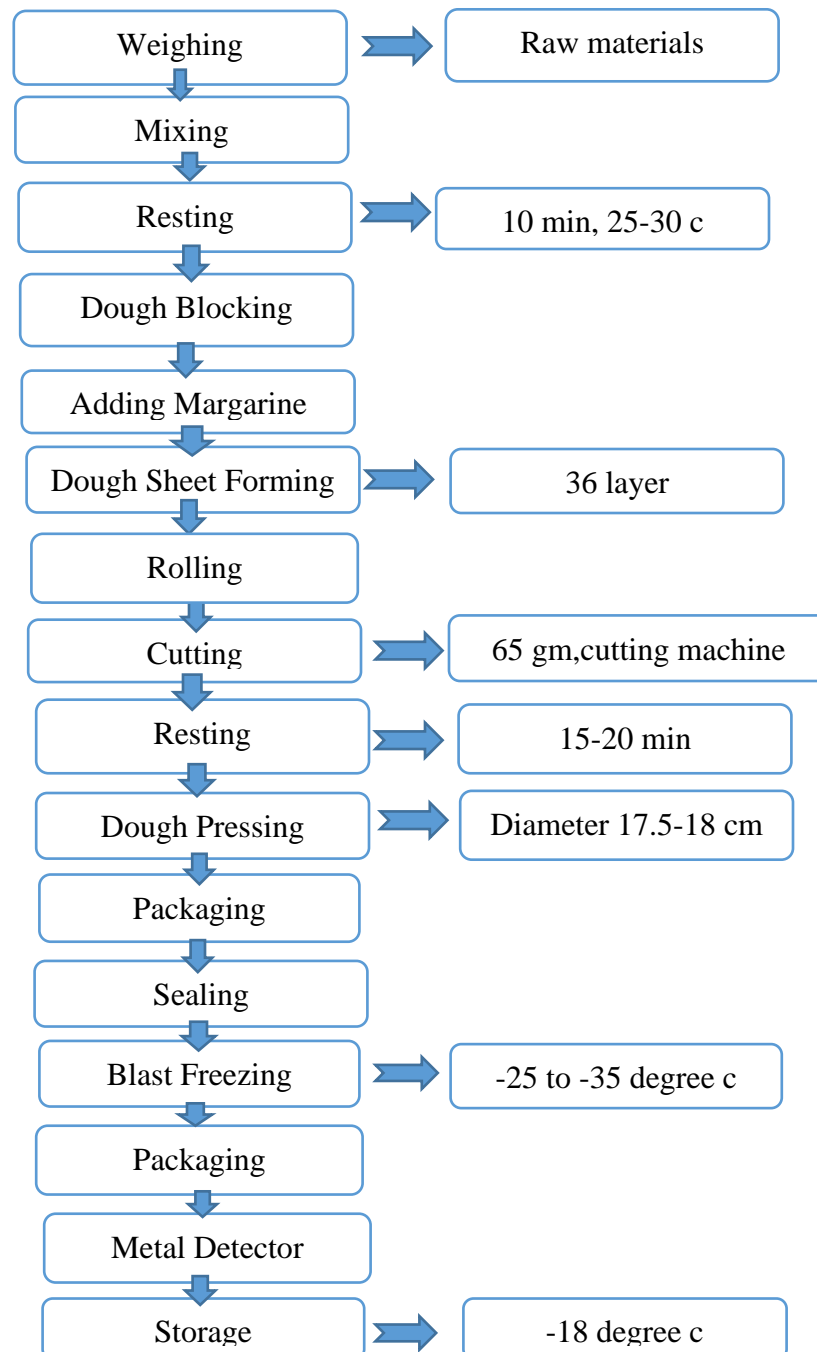 Weighing
Raw materials
Mixing
Resting
10 min, 25-30 c
Dough Blocking
Adding Margarine
Dough Sheet Forming
36 layer
Rolling
Cutting
65 gm,cutting machine
Resting
15-20 min
Dough Pressing
Diameter 17.5-18 cm
Packaging
Sealing
Blast Freezing
-25 to -35 degree c
Packaging
Metal Detector
Storage
-18 degree c